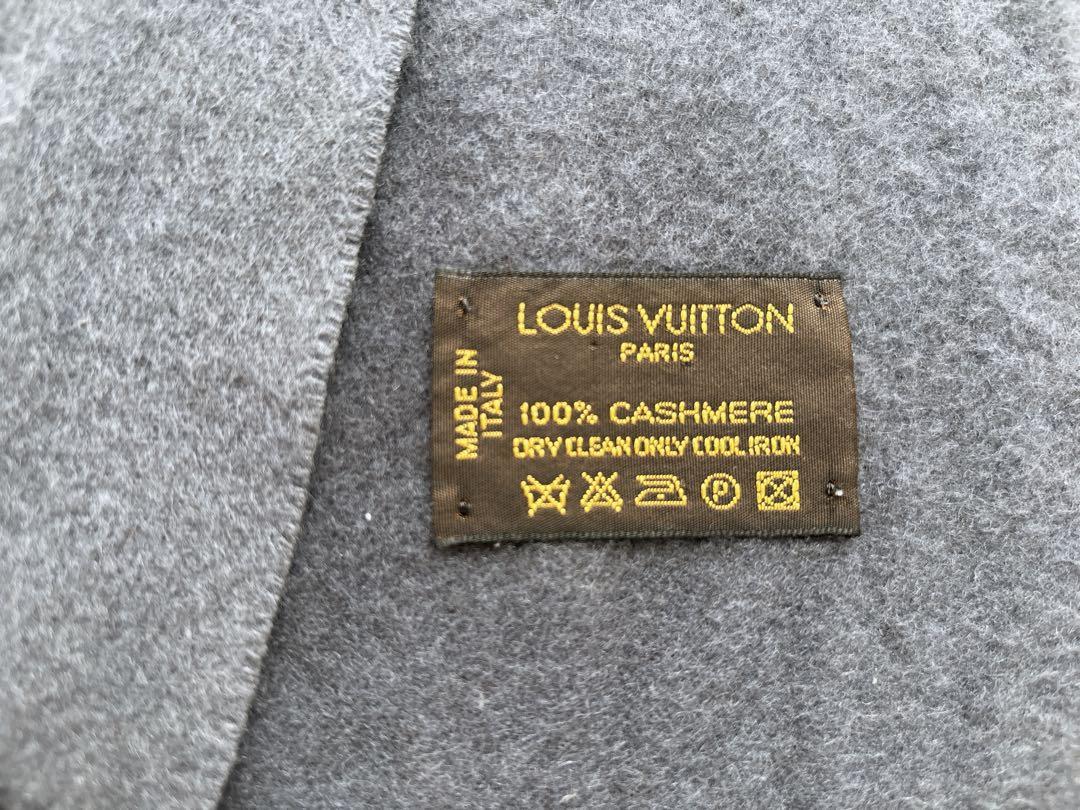 LOUIS VUITTON
PARIS
MADE IN
ITALY
100% CASHMERE
DRY CLEAN ONLY COOL IRON
P